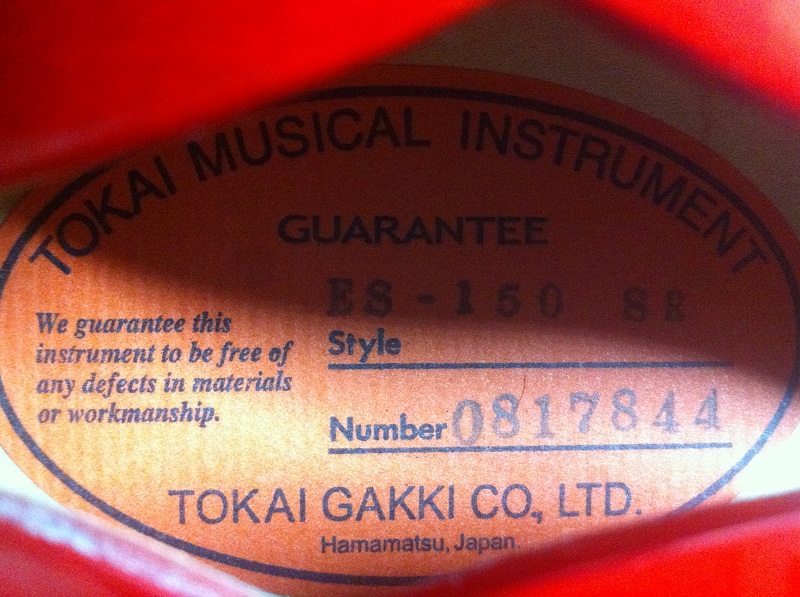 TOKAI MUSICAL INSTRUMENT
GUARANTEE
We guarantee this
instrument to be free of
any defects in materials
or workmanship.
ES-150 SR
Style
Number 0817844
TOKAI GAKKI CO., LTD.
Hamamatsu, Japan.